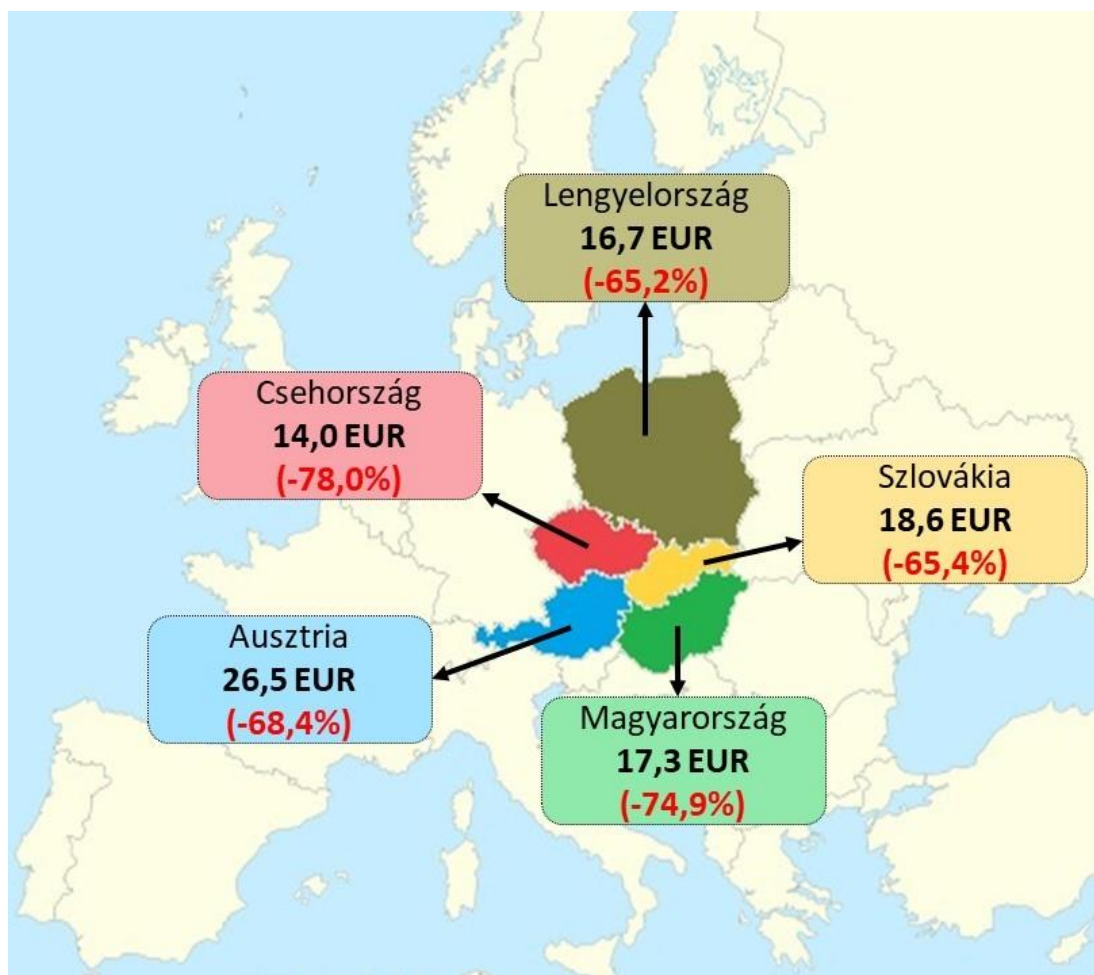 Lengyelország
16,7 EUR
(-65,2%)
Csehország
14,0 EUR
(-78,0%)
Szlovákia
18,6 EUR
(-65,4%)
Ausztria
26,5 EUR
(-68,4%)
Magyarország
17,3 EUR
(-74,9%)